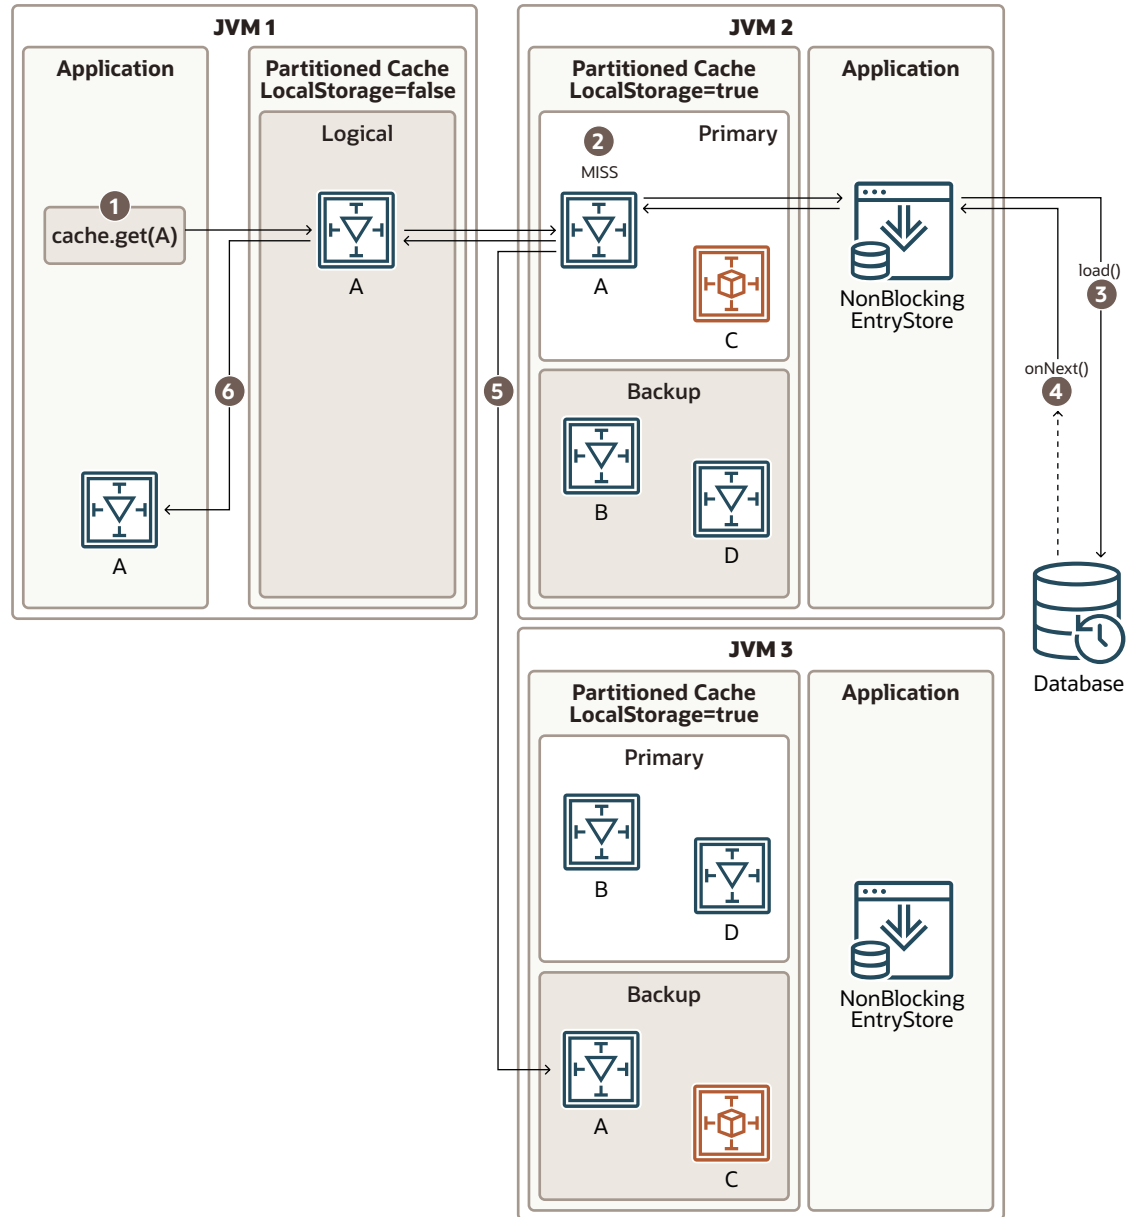 JVM 1
Application
Partitioned Cache
LocalStorage=false
Logical
1
cache.get(A)
A
6
A
JVM 2
Partitioned Cache
LocalStorage=true
Primary
2
MISS
A
C
Backup
B
D
Application
NonBlocking
EntryStore
load()
3
onNext()
4
5
Database
JVM 3
Partitioned Cache
LocalStorage=true
Primary
B
D
Backup
A
C
Application
NonBlocking
EntryStore